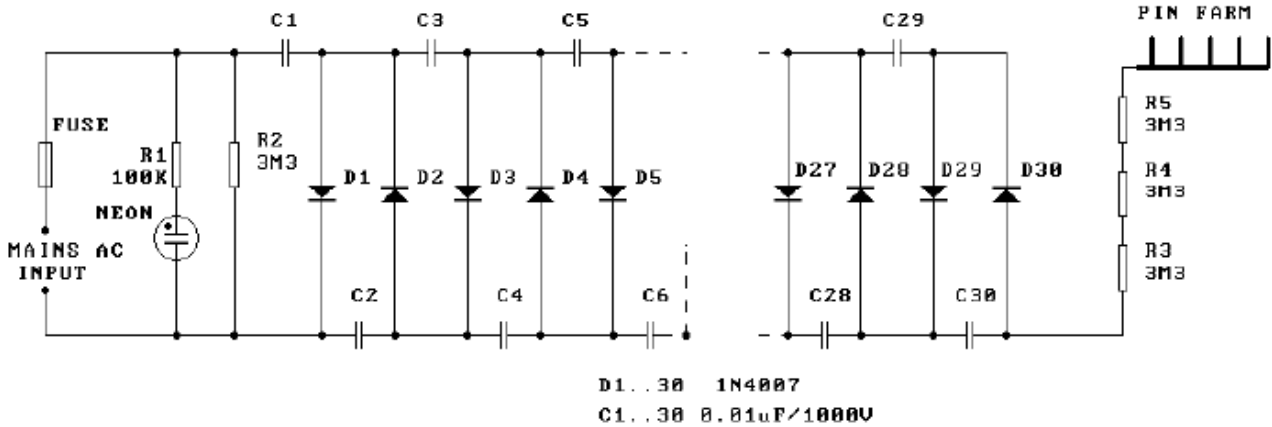 PIN FARM
C1
C3
C5
C29
FUSE
R1
100K
R2
3M3
D1
D2
D3
D4
D5
D27
D28
D29
D30
R5
3M3
R4
3M3
R3
3M3
NEON
MAINS AC
INPUT
C2
C4
C6
C28
C30
D1..30 1N4007
C1..30 0.01uF/1000V